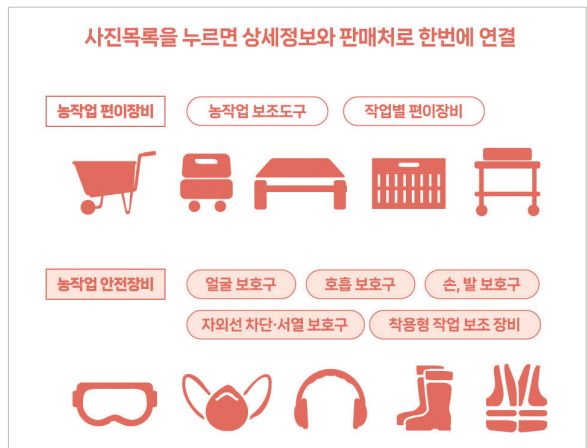 사진목록을 누르면 상세정보와 판매처로 한번에 연결
농작업 편이장비
농작업 보조도구
작업별 편이장비
농작업 안전장비
얼굴 보호구
호흡 보호구
손, 발 보호구
자외선 차단·서열 보호구
착용형 작업 보조 장비